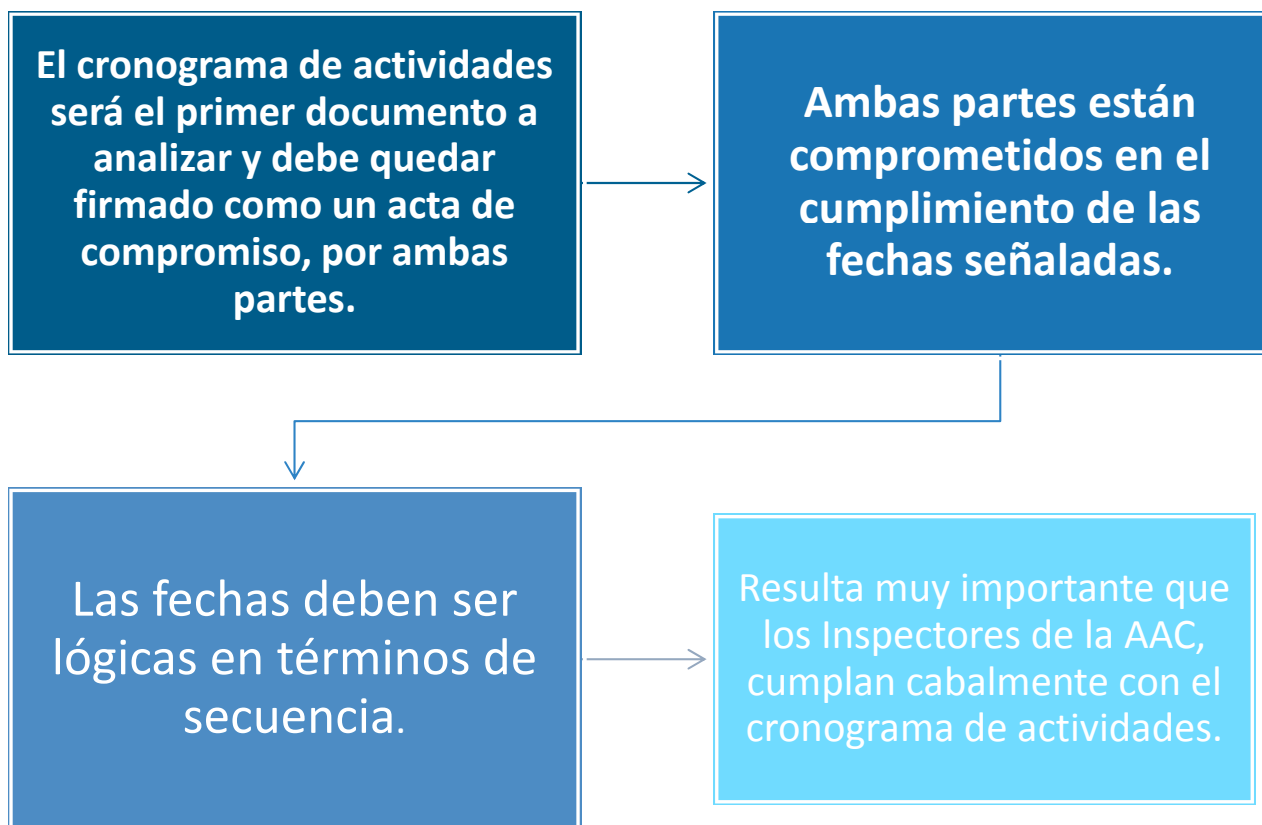 El cronograma de actividades
será el primer documento a
analizar y debe quedar
firmado como un acta de
compromiso, por ambas
partes.
Ambas partes están
comprometidos en el
cumplimiento de las
fechas señaladas.
Las fechas deben ser
lógicas en términos de
secuencia.
Resulta muy importante que
los Inspectores de la AAC,
cumplan cabalmente con el
cronograma de actividades.